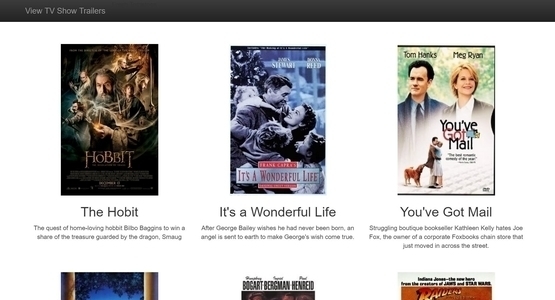 View TV Show Trailers
THE HOBBIT
JAMES STEWART
DONNA REED
FRANK CAPRA'S
IT'S A WONDERFUL LIFE
Tom Hanks Meg Ryan
You've Got Mail
The Hobit
It's a Wonderful Life
You've Got Mail
The quest of home-loving hobbit Bilbo Baggins to win a
share of the treasure guarded by the dragon, Smaug
After George Bailey wishes he had never been born, an
angel is sent to earth to make George's wish come true.
Struggling boutique bookseller Kathleen Kelly hates Joe
Fox, the owner of a corporate Foxbooks chain store that
just moved in across the street.
Humphrey Ingrid Paul
BOGART BERGMAN HENREID
Indiana Jones-the new hero
from the creators of JAWS and STAR WARS.